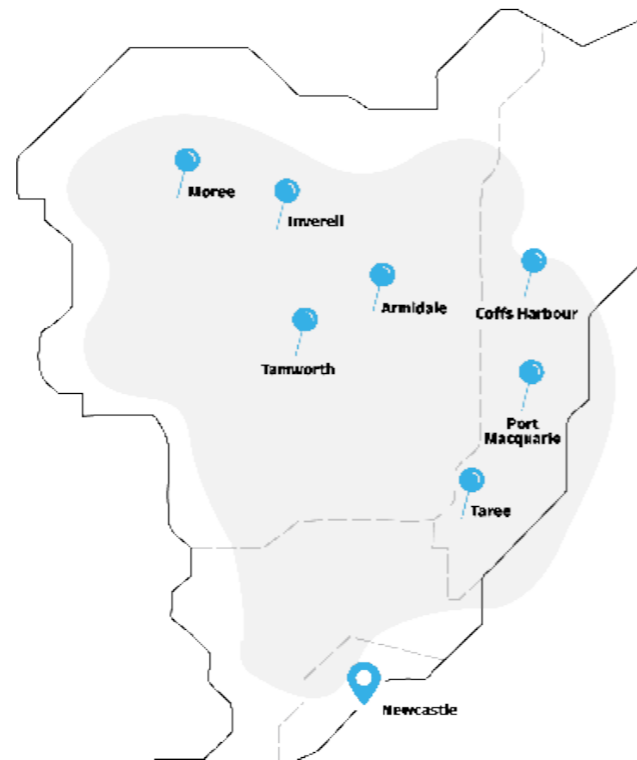 Moree
Inverell
Armidale
Coffs Harbour
Tamworth
Port
Macquarie
Taree
Newcastle